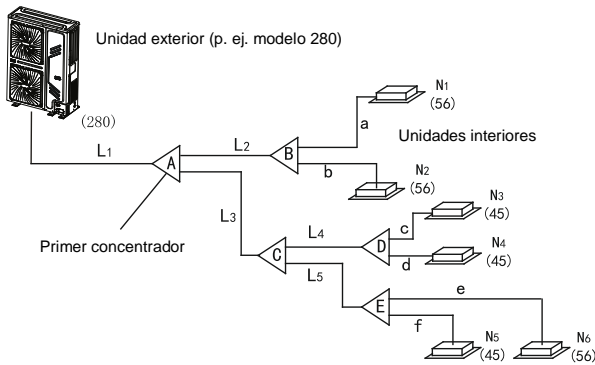 Unidad exterior (p. ej. modelo 280)
(280)
N1
(56)
a
Unidades interiores
L1
A
L2
B
b
N2
(56)
L3
N3
(45)
c
Primer concentrador
L4
D
N4
(45)
d
C
L5
e
E
f
N5
(45)
N6
(56)